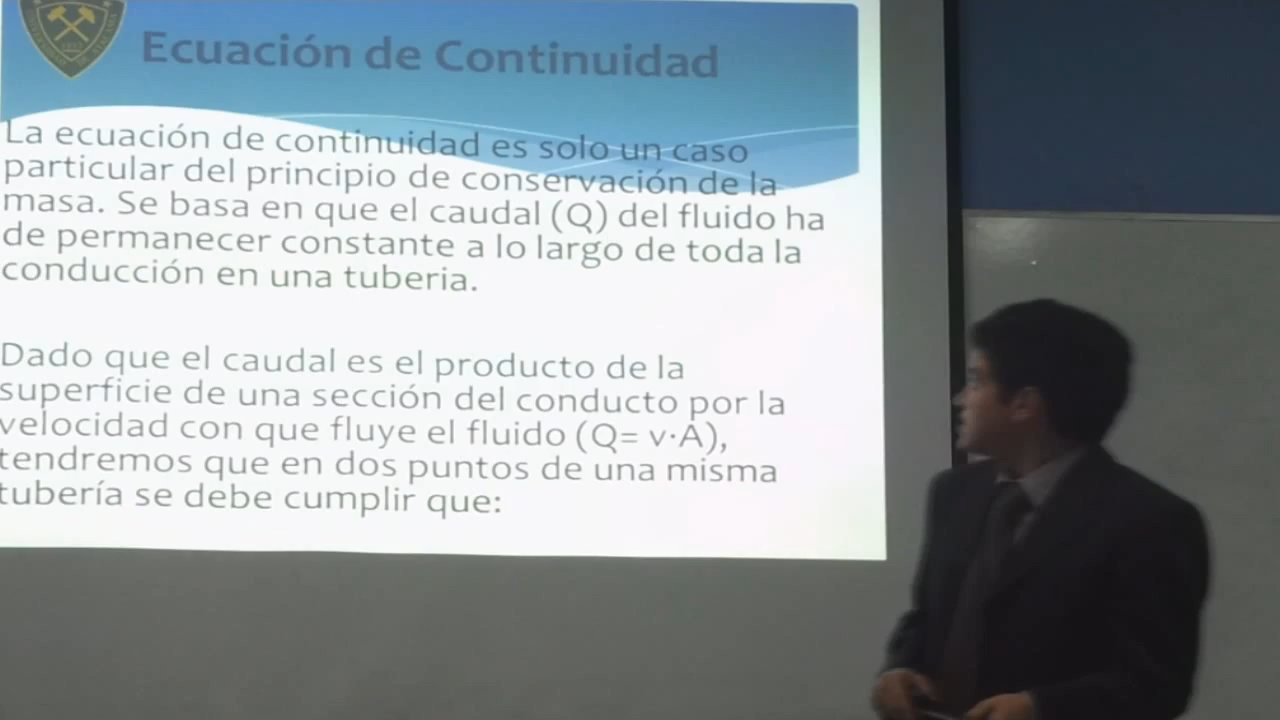 Ecuación de Continuidad
La ecuación de continuidad es solo un caso
particular del principio de conservación de la
masa. Se basa en que el caudal (Q) del fluido ha
de permanecer constante a lo largo de toda la
conducción en una tuberia.
Dado que el caudal es el producto de la
superficie de una sección del conducto por la
velocidad con que fluye el fluido (Q= v·A),
tendremos que en dos puntos de una misma
tubería se debe cumplir que: